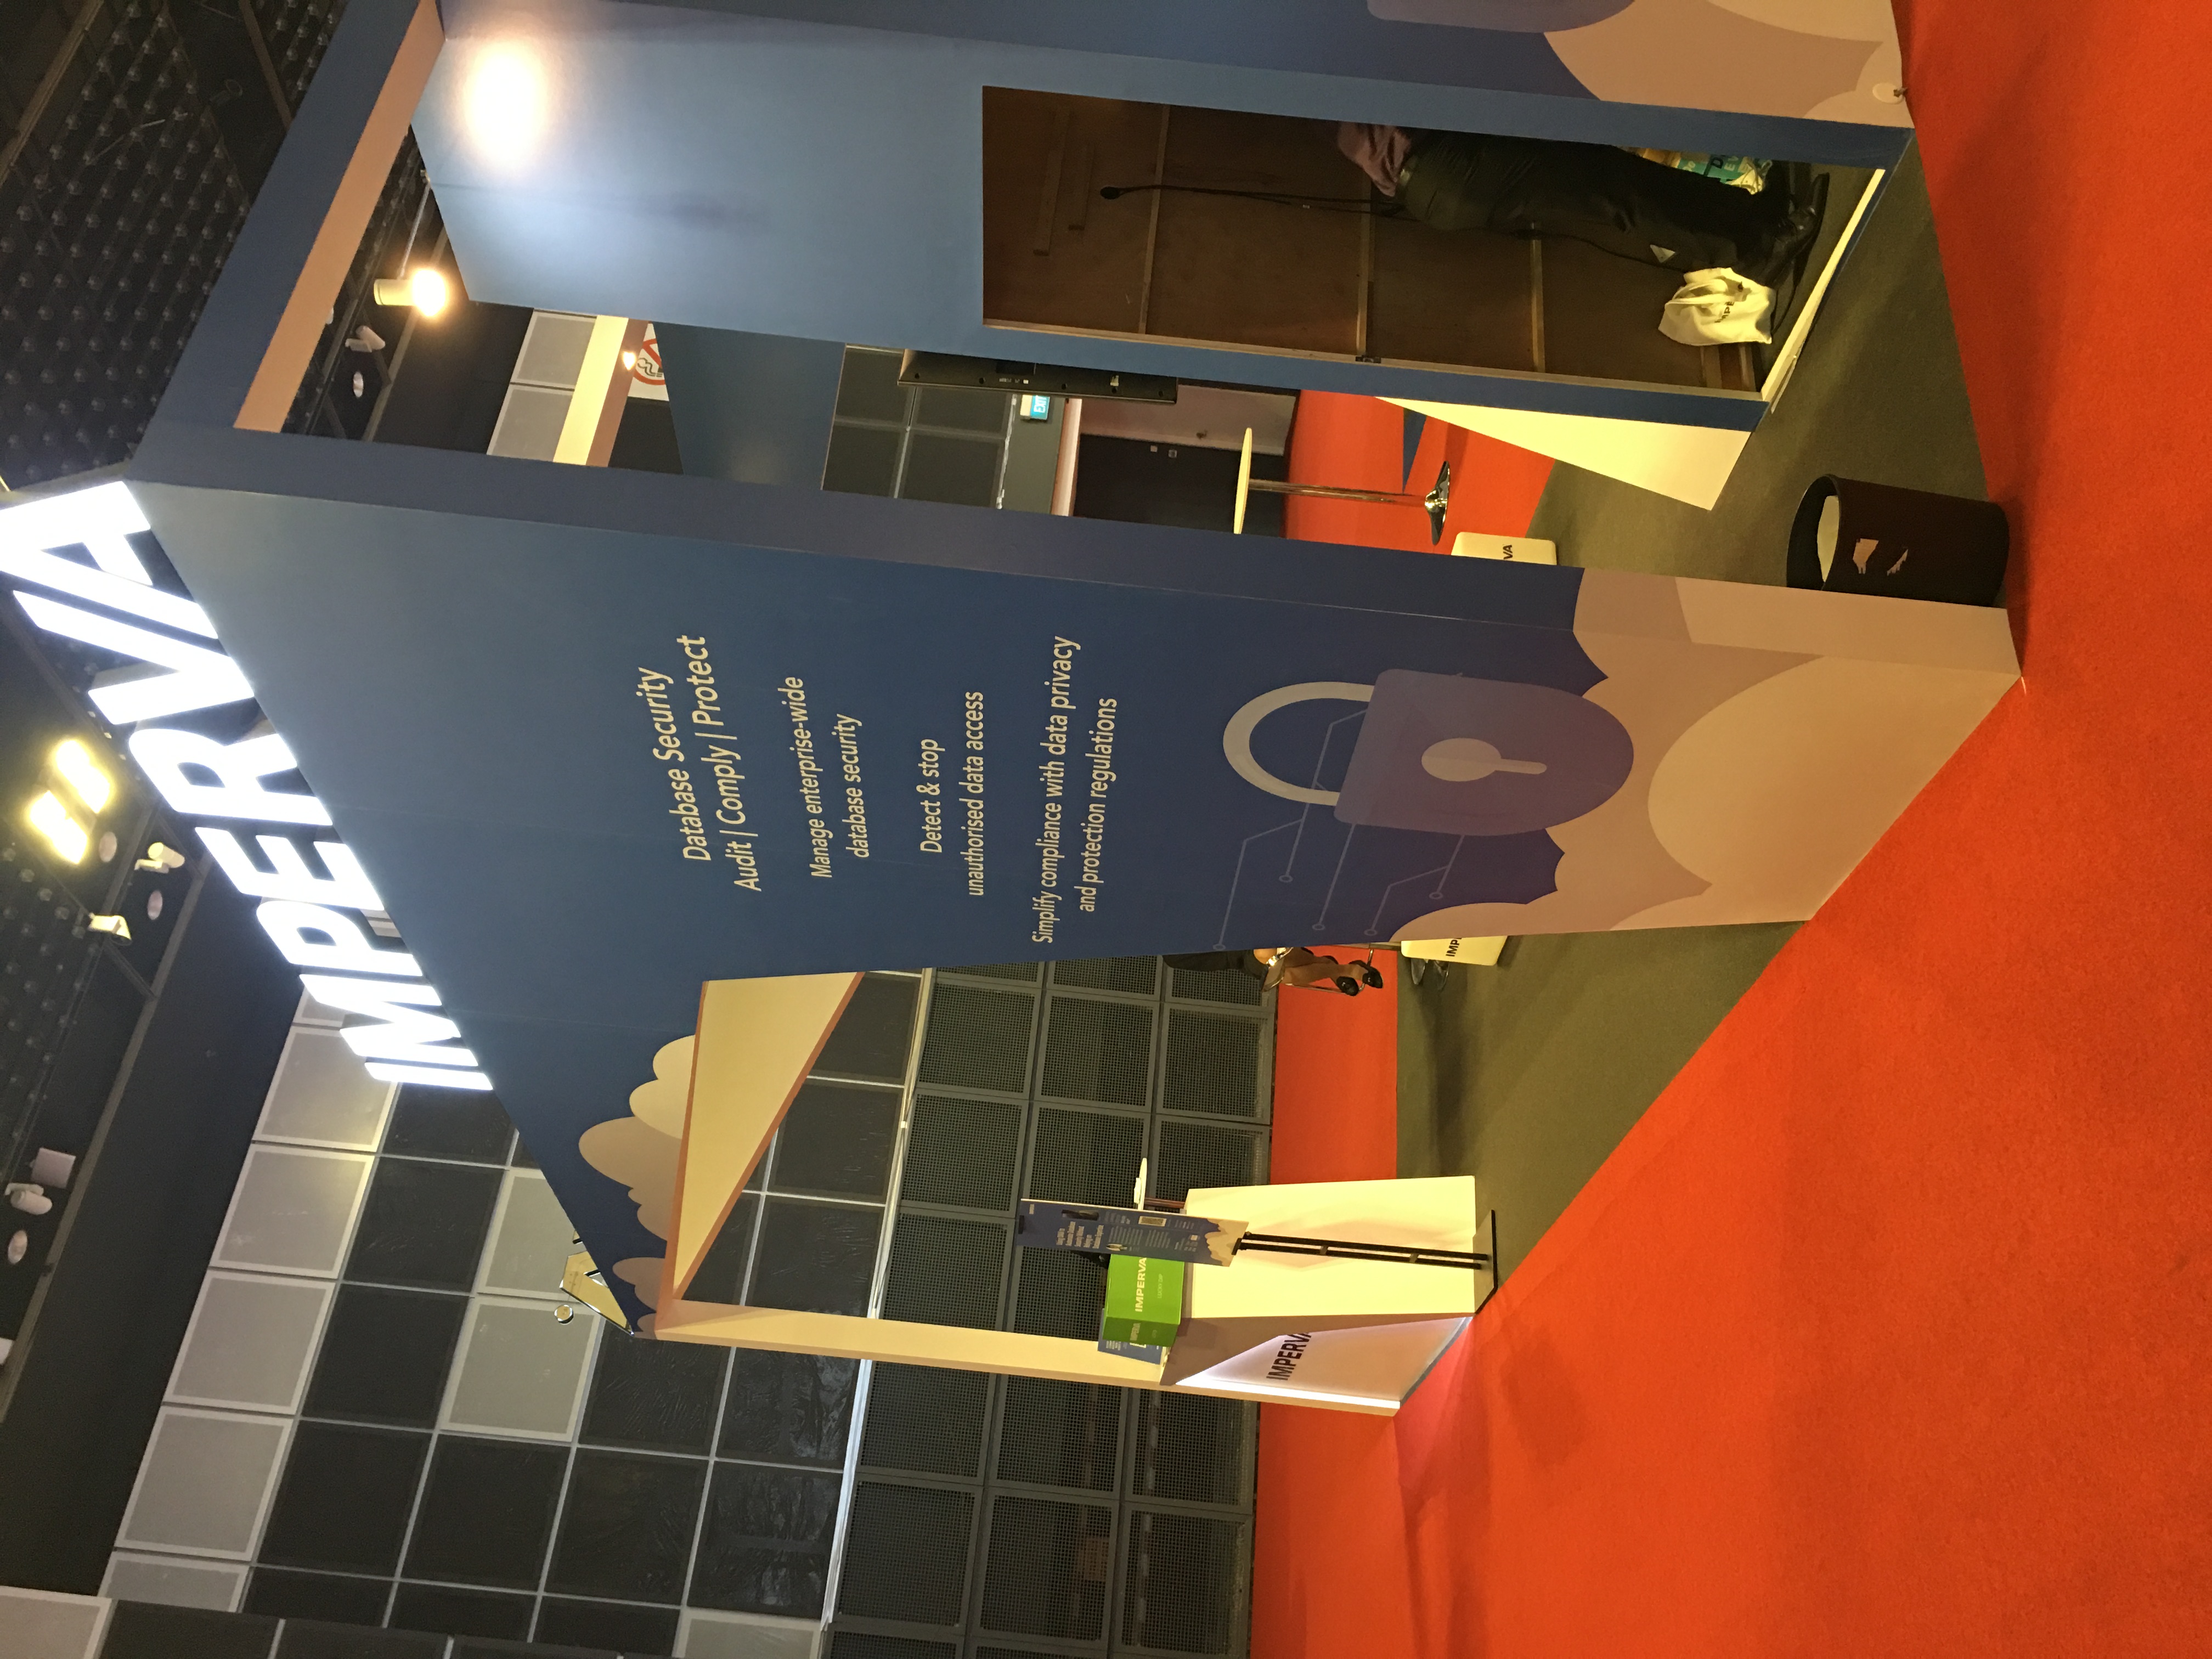 IMPERVA
Database Security
Audit | Comply | Protect
Manage enterprise-wide
database security
Detect & stop
unauthorised data access
Simplify compliance with data privacy
and protection regulations
IMPERVA
IMPERVA